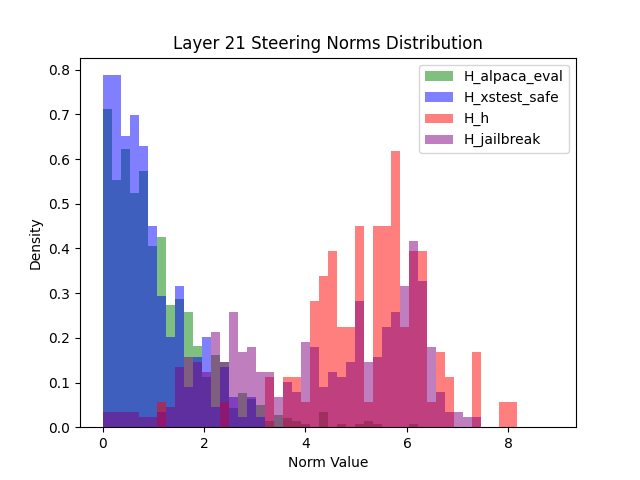 Layer 21 Steering Norms Distribution
H_alpaca_eval
H_xstest_safe
H_h
H_jailbreak
Density
0.8
0.7
0.6
0.5
0.4
0.3
0.2
0.1
0.0
0 2 4 6 8
Norm Value